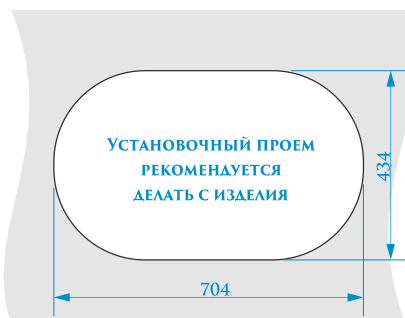 Установочный проем
рекомендуется
делать с изделия
434
704